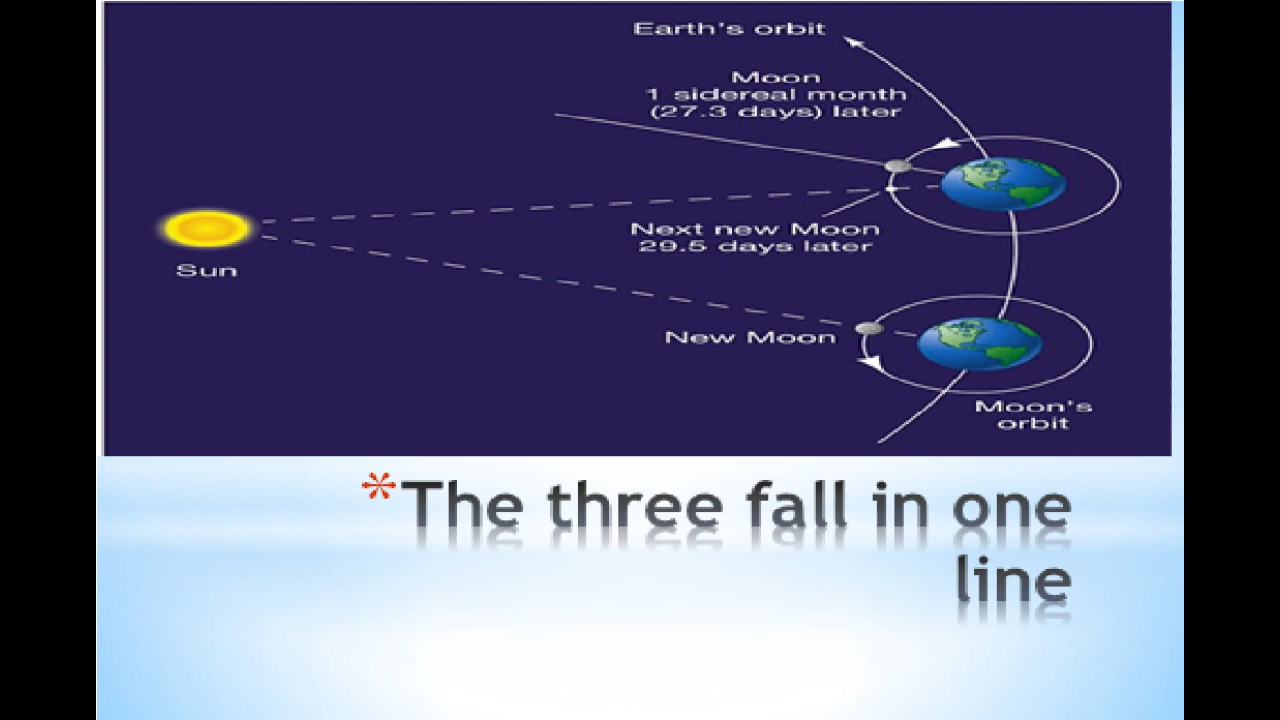 Earth's orbit
Moon
1 sidereal month
(27.3 days) later
Next new Moon
29.5 days later
Sun
New Moon
Moon's
orbit
*The three fall in one
line